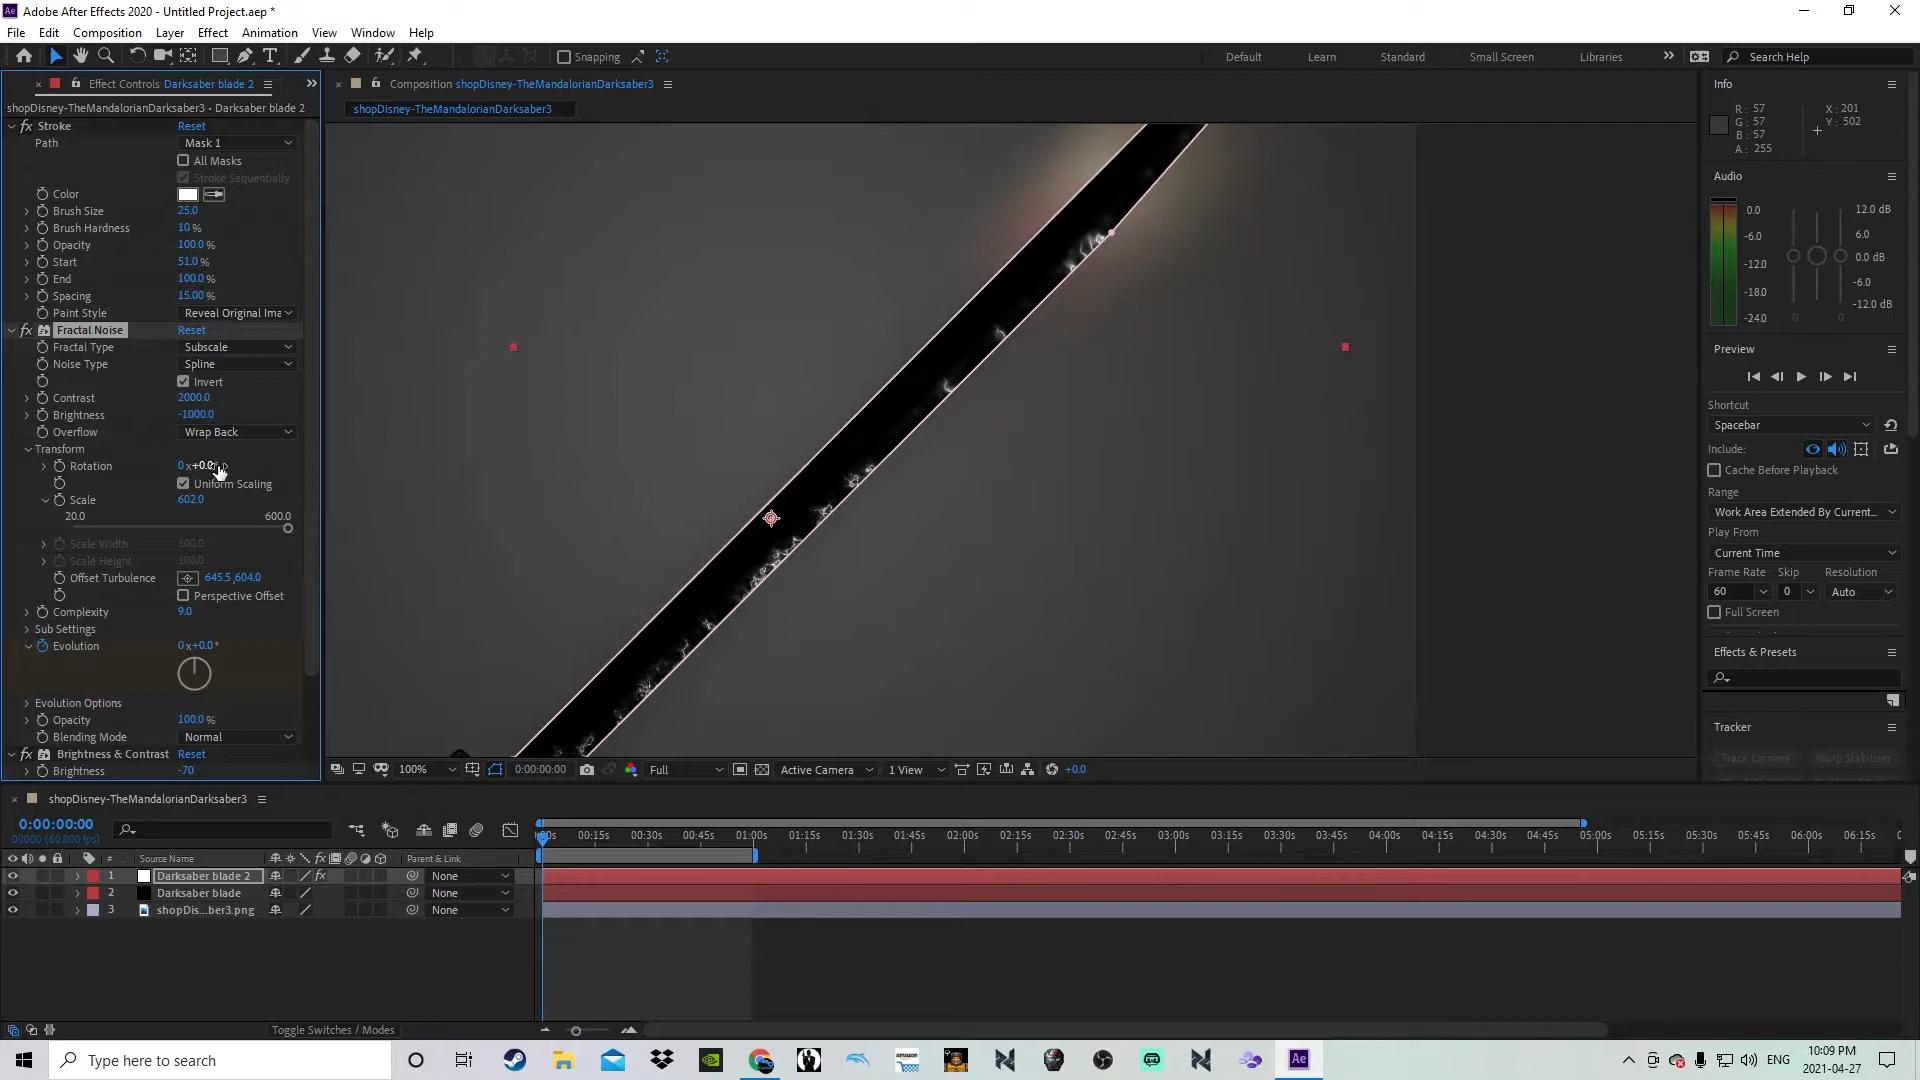 Adobe After Effects 2020 - Untitled Project.aep *
File Edit Composition Layer Effect Animation View Window Help
Snapping Default Learn Standard Small Screen Libraries Search Help
Effect Controls Darksaber blade 2
Composition shopDisney-TheMandalorianDarksaber3
shopDisney-TheMandalorianDarksaber3 • Darksaber blade 2
shopDisney-TheMandalorianDarksaber3
Stroke Reset
Path Mask 1
All Masks
Stroke Sequentially
Color
Brush Size 25.0
Brush Hardness 10 %
Opacity 100.0 %
Start 51.0 %
End 100.0 %
Spacing 15.00 %
Paint Style Reveal Original Ima
Fractal Noise Reset
Fractal Type Subscale
Noise Type Spline
Invert
Contrast 2000.0
Brightness -1000.0
Overflow Wrap Back
Transform
Rotation 0 x +0.0
Uniform Scaling
Scale 602.0
20.0 600.0
Scale Width 100.0
Scale Height 100.0
Offset Turbulence 645.5, 604.0
Perspective Offset
Complexity 9.0
Sub Settings
Evolution 0 x +0.0 °
Evolution Options
Opacity 100.0 %
Blending Mode Normal
Brightness & Contrast Reset
Brightness -70
100% 0:00:00:00 Full Active Camera 1 View +0.0
Info
R : 57 X : 201
G : 57 Y : 502
B : 57
A : 255
Audio
0.0 12.0 dB
-6.0 6.0
-12.0 0.0 dB
-18.0 -6.0
-24.0 -12.0 dB
0 0
Preview
Shortcut
Spacebar
Include:
Cache Before Playback
Range
Work Area Extended By Current...
Play From
Current Time
Frame Rate Skip Resolution
60 0 Auto
Full Screen
Effects & Presets
Tracker
Track Camera Warp Stabilizer
shopDisney-TheMandalorianDarksaber3
0:00:00:00
00000 (60.000 fps)
00:15s 00:30s 00:45s 01:00s 01:15s 01:30s 01:45s 02:00s 02:15s 02:30s 02:45s 03:00s 03:15s 03:30s 03:45s 04:00s 04:15s 04:30s 04:45s 05:00s 05:15s 05:30s 05:45s 06:00s 06:15s
# Source Name Parent & Link
1 Darksaber blade 2 None
2 Darksaber blade None
3 shopDis...ber3.png None
Toggle Switches / Modes
Type here to search
amazon
Ae
ENG
10:09 PM
2021-04-27